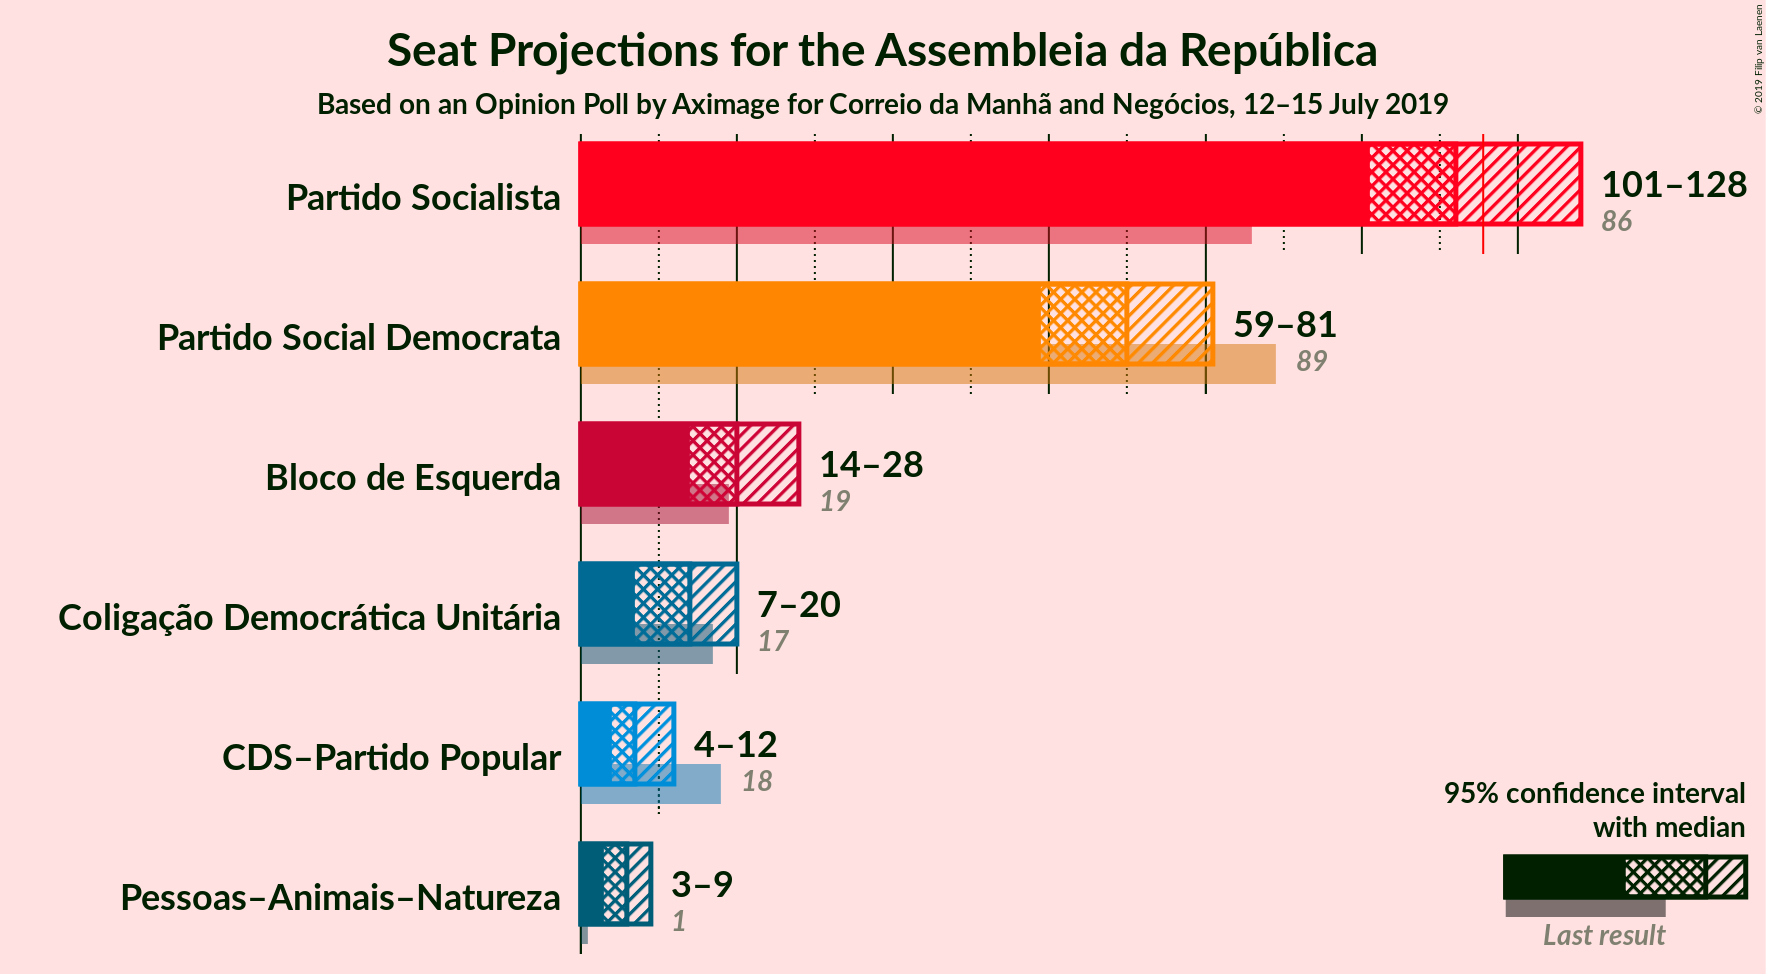 Seat Projections for the Assembleia da República
Based on an Opinion Poll by Aximage for Correio da Manhã and Negócios, 12–15 July 2019
© 2019 Filip van Laenen
Partido Socialista
101–128
86
Partido Social Democrata
59–81
89
Bloco de Esquerda
14–28
19
Coligação Democrática Unitária
7–20
17
CDS–Partido Popular
4–12
18
Pessoas–Animais–Natureza
3–9
1
95% confidence interval
with median
Last result